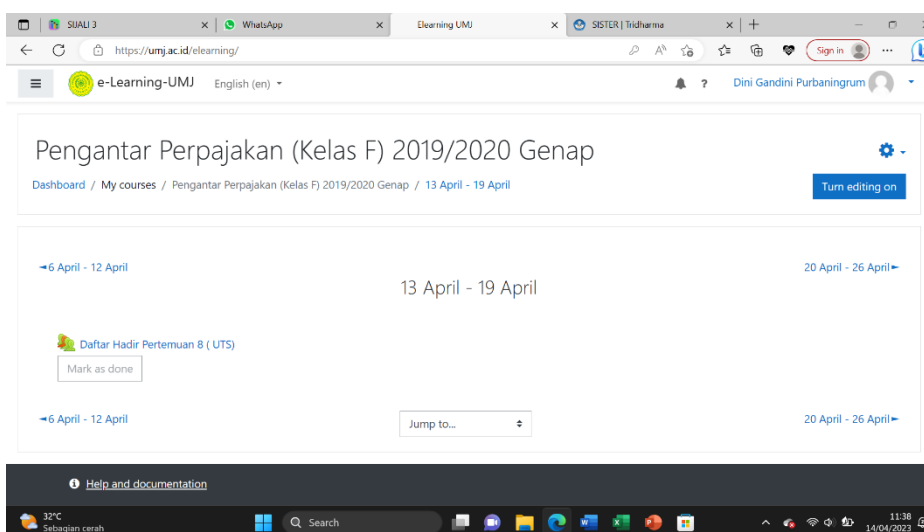 SIJALI 3
WhatsApp
Elearning UMJ
SISTER | Tridharma
https://umj.ac.id/elearning/
Sign in
e-Learning-UMJ
English (en)
?
Dini Gandini Purbaningrum
Pengantar Perpajakan (Kelas F) 2019/2020 Genap
Dashboard / My courses / Pengantar Perpajakan (Kelas F) 2019/2020 Genap / 13 April - 19 April
Turn editing on
◄6 April - 12 April
20 April - 26 April►
13 April - 19 April
Daftar Hadir Pertemuan 8 ( UTS)
Mark as done
◄6 April - 12 April
Jump to...
20 April - 26 April►
Help and documentation
32°C
Sebagian cerah
Search
11:38
14/04/2023